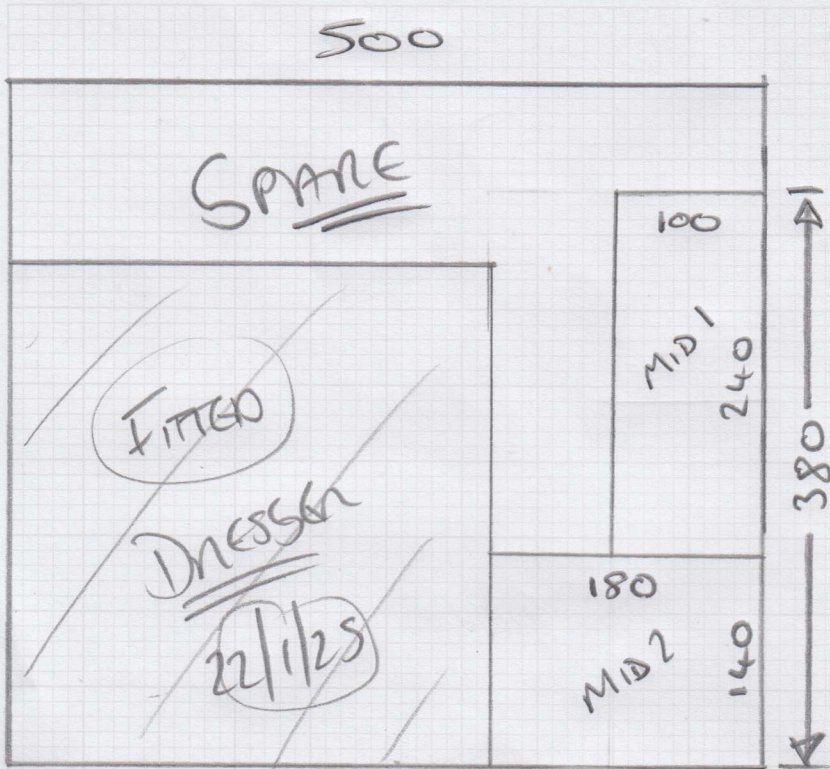 500
SPARE
100
MID 1
240
380
FITTED
DRESSER
22/1/25
180
MID 2
140